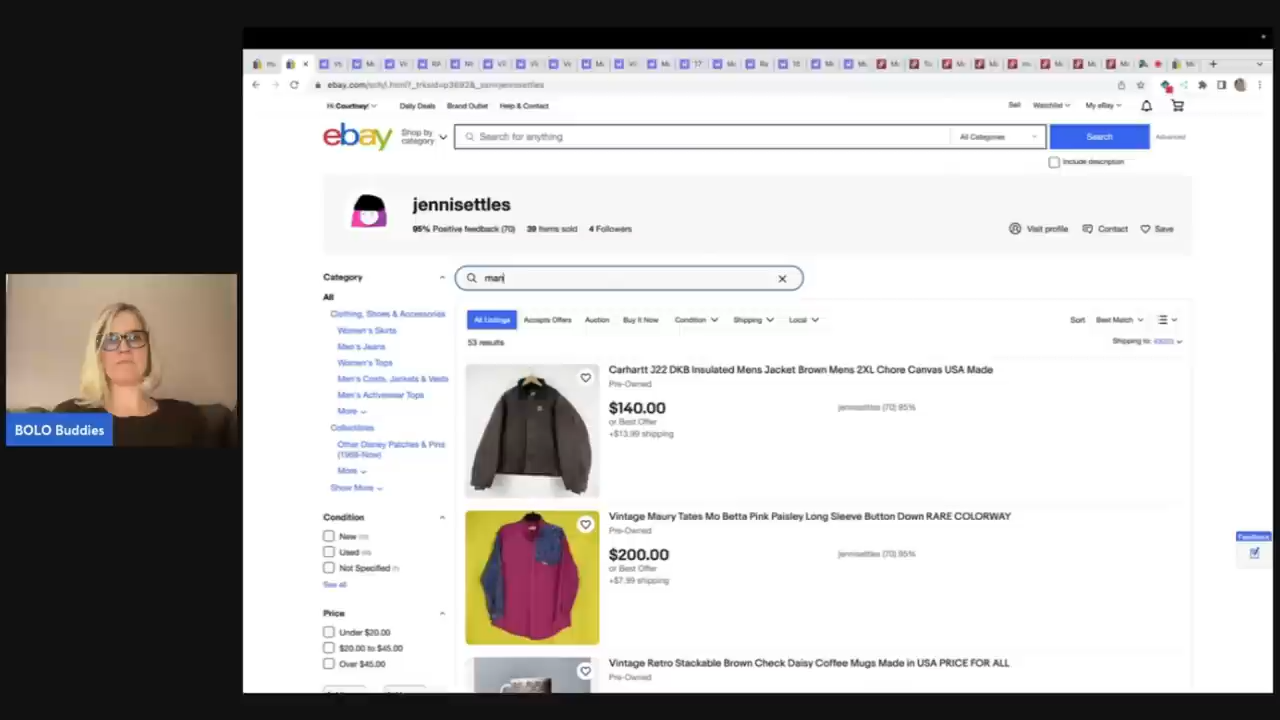 ebay.com/sch/
Hi Courtney!
Daily Deals
Brand Outlet
Help & Contact
Sell
Watchlist
My eBay
ebay
Shop by
category
Search for anything
All Categories
Search
Advanced
Include description
jennisettles
95% Positive feedback (70)
39 Items sold
4 Followers
Visit profile
Contact
Save
Category
All
Clothing, Shoes & Accessories
Women's Skirts
Men's Jeans
Women's Tops
Men's Coats, Jackets & Vests
Men's Activewear Tops
More
Collectibles
Other Disney Patches & Pins
(1968-Now)
More
Show More
Condition
New
Used
Not Specified
See all
Price
Under $20.00
$20.00 to $45.00
Over $45.00
man
All Listings
Accepts Offers
Auction
Buy It Now
Condition
Shipping
Local
Sort
Best Match
53 results
Shipping to:
Carhartt J22 DKB Insulated Mens Jacket Brown Mens 2XL Chore Canvas USA Made
Pre-Owned
$140.00
jennisettles (70) 95%
or Best Offer
+$13.99 shipping
Vintage Maury Tates Mo Betta Pink Paisley Long Sleeve Button Down RARE COLORWAY
Pre-Owned
$200.00
jennisettles (70) 95%
or Best Offer
+$7.99 shipping
Vintage Retro Stackable Brown Check Daisy Coffee Mugs Made in USA PRICE FOR ALL
Pre-Owned
Feedback
BOLO Buddies